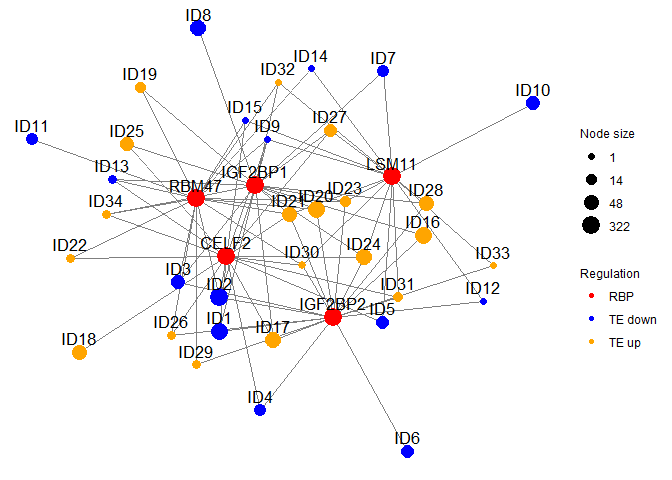 ID8
ID14
ID7
ID32
ID19
ID10
ID15
ID27
ID11
ID25
ID9
ID13
IGF2BP1
LSM11
RBM47
ID23
ID28
ID34
ID21
ID20
ID16
CELF2
ID22
ID30
ID24
ID33
ID3
ID2
ID31
ID12
IGF2BP2
ID5
ID26
ID1
ID17
ID18
ID29
ID4
ID6
Node size
1
14
48
322
Regulation
RBP
TE down
TE up